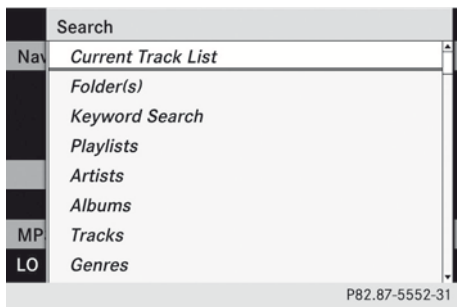 Search
Nav
Current Track List
Folder(s)
Keyword Search
Playlists
Artists
Albums
MP
Tracks
LO
Genres
P82.87-5552-31